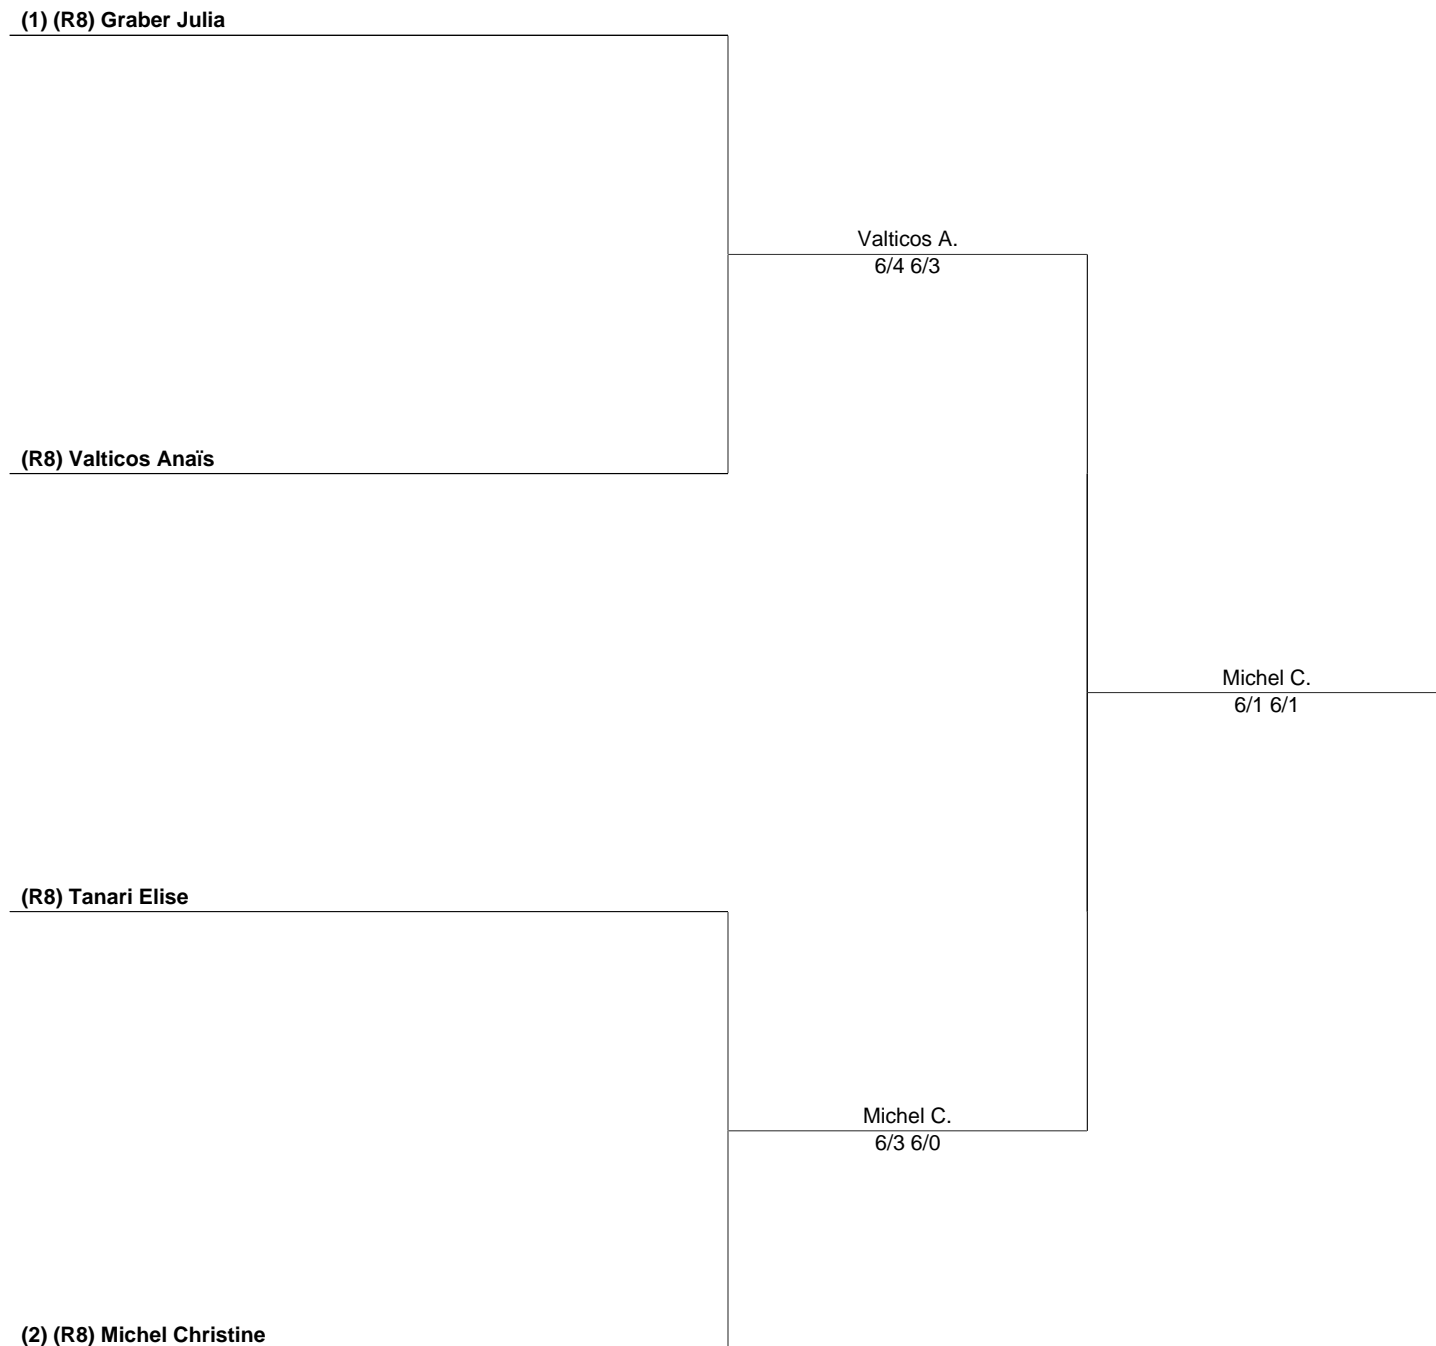 (1) (R8) Graber Julia
Valticos A.
6/4 6/3
(R8) Valticos Anaïs
Michel C.
6/1 6/1
(R8) Tanari Elise
Michel C.
6/3 6/0
(2) (R8) Michel Christine